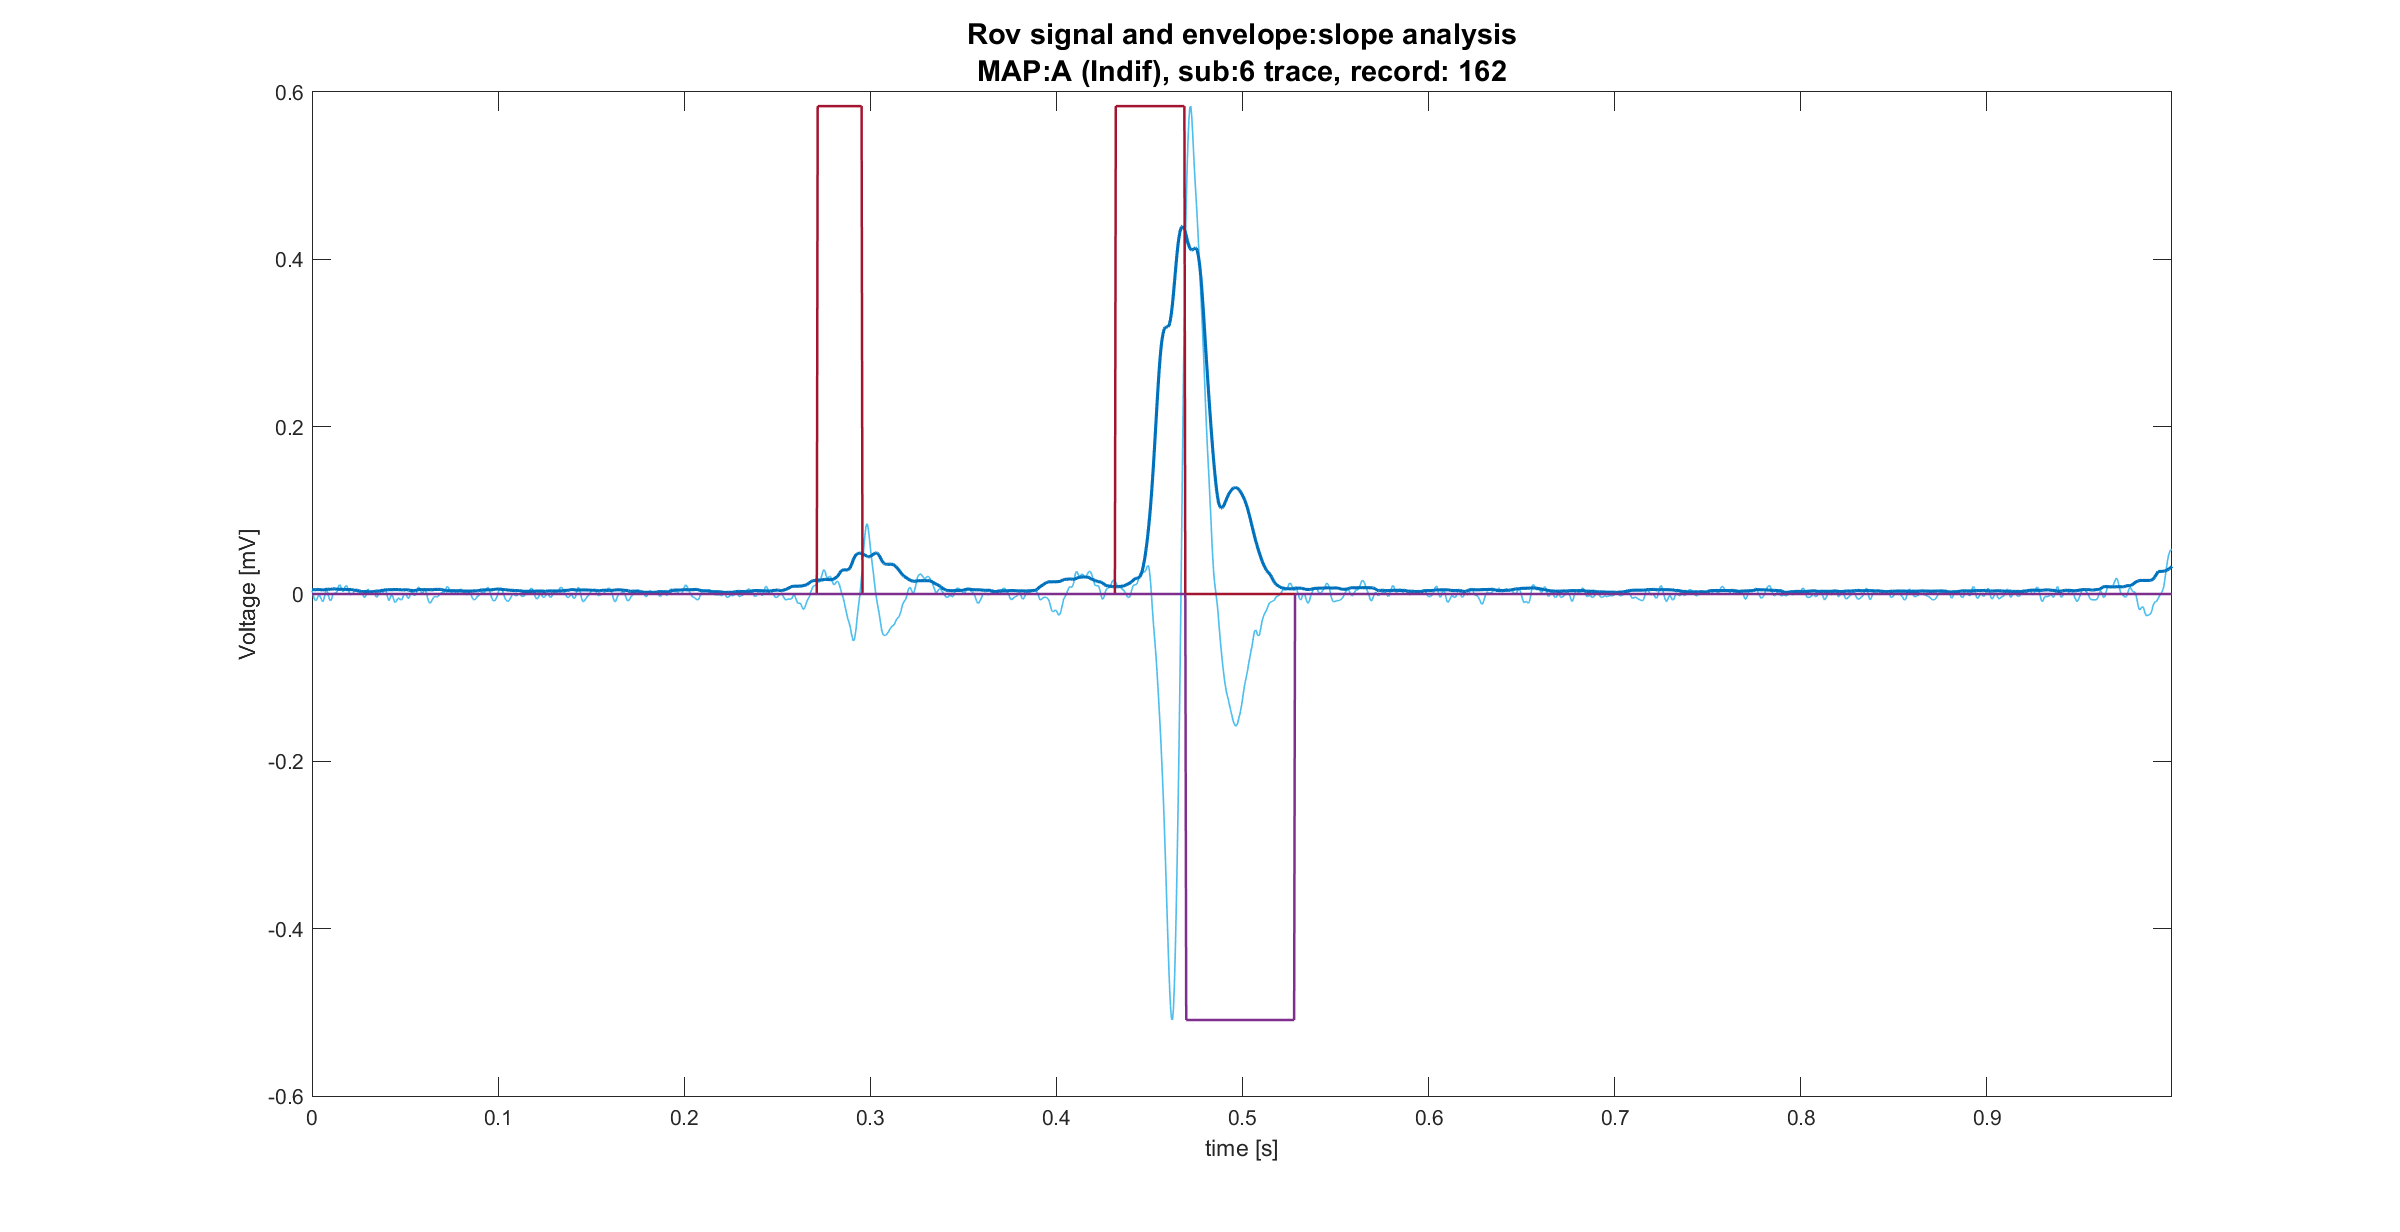 Rov signal and envelope:slope analysis
MAP:A (Indif), sub:6 trace, record: 162
0.6
0.4
0.2
0
-0.2
-0.4
-0.6
Voltage [mV]
0 0.1 0.2 0.3 0.4 0.5 0.6 0.7 0.8 0.9
time [s]